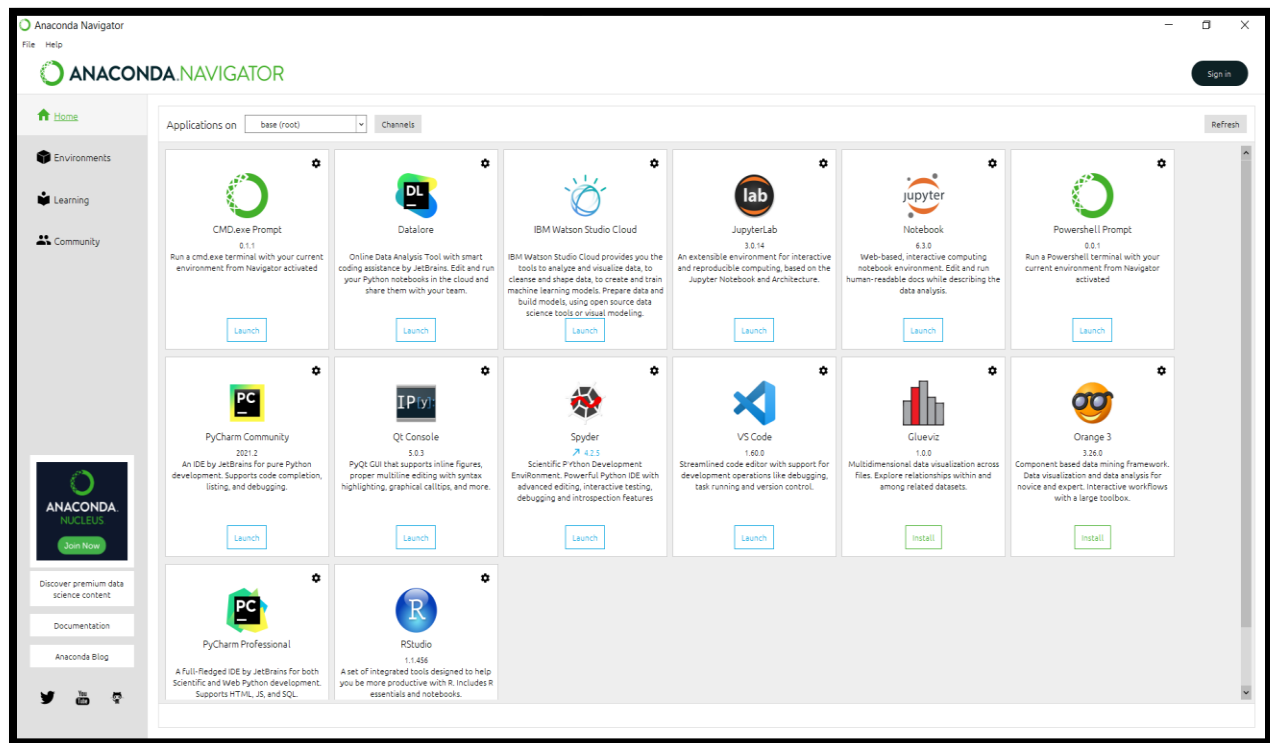 Anaconda Navigator
File Help
ANACONDA.NAVIGATOR
Sign in
Home
Environments
Learning
Community
ANACONDA.
NUCLEUS
Join Now
Discover premium data
science content
Documentation
Anaconda Blog
You
Tube
Applications on base (root) Channels Refresh
CMD.exe Prompt
0.1.1
Run a cmd.exe terminal with your current
environment from Navigator activated
Launch
DL
Datalore
Online Data Analysis Tool with smart
coding assistance by JetBrains. Edit and run
your Python notebooks in the cloud and
share them with your team.
Launch
IBM Watson Studio Cloud
IBM Watson Studio Cloud provides you the
tools to analyze and visualize data, to
cleanse and shape data, to create and train
machine learning models. Prepare data and
build models, using open source data
science tools or visual modeling.
Launch
lab
JupyterLab
3.0.14
An extensible environment for interactive
and reproducible computing, based on the
Jupyter Notebook and Architecture.
Launch
jupyter
Notebook
6.3.0
Web-based, interactive computing
notebook environment. Edit and run
human-readable docs while describing the
data analysis.
Launch
Powershell Prompt
0.0.1
Run a Powershell terminal with your
current environment from Navigator
activated
Launch
PC
PyCharm Community
2021.2
An IDE by JetBrains for pure Python
development. Supports code completion,
listing, and debugging.
Launch
IP[y]:
Qt Console
5.0.3
PyQt GUI that supports inline figures,
proper multiline editing with syntax
highlighting, graphical calltips, and more.
Launch
Spyder
4.2.5
Scientific PYthon Development
EnviRonment. Powerful Python IDE with
advanced editing, interactive testing,
debugging and introspection features
Launch
VS Code
1.60.0
Streamlined code editor with support for
development operations like debugging,
task running and version control.
Launch
Glueviz
1.0.0
Multidimensional data visualization across
files. Explore relationships within and
among related datasets.
Install
Orange 3
3.26.0
Component based data mining framework.
Data visualization and data analysis for
novice and expert. Interactive workflows
with a large toolbox.
Install
PC
PyCharm Professional
A full-fledged IDE by JetBrains for both
Scientific and Web Python development.
Supports HTML, JS, and SQL.
R
RStudio
1.1.456
A set of integrated tools designed to help
you be more productive with R. Includes R
essentials and notebooks.